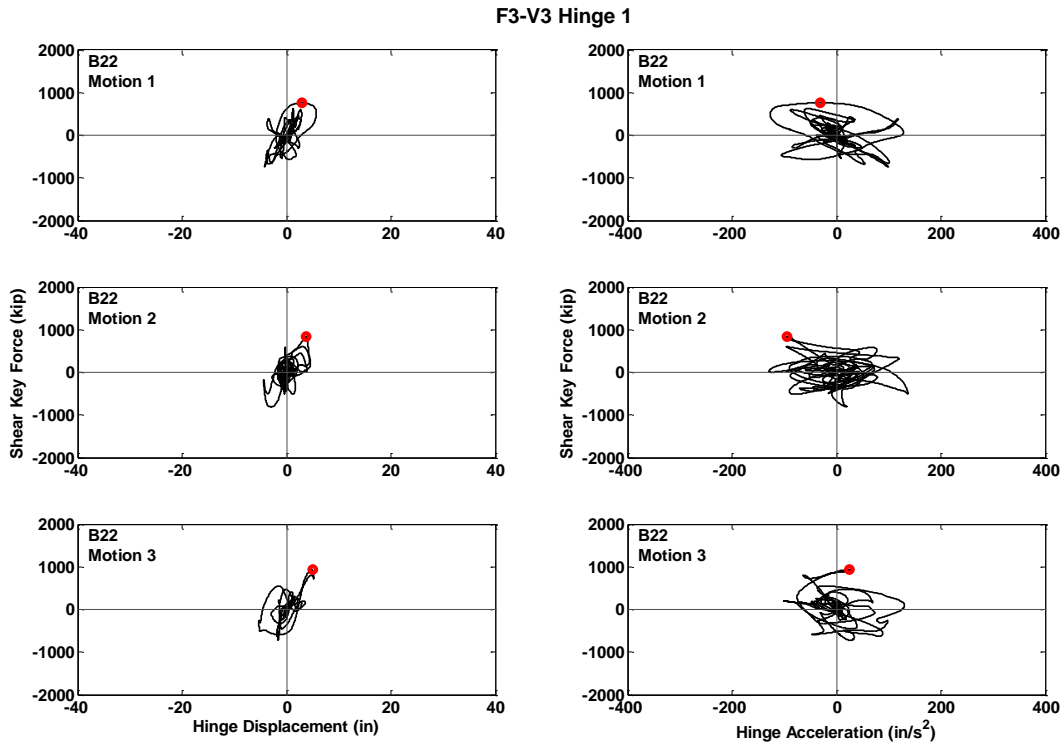 F3-V3 Hinge 1
2000
1000
0
-1000
-2000
B22
Motion 1
-40 -20 0 20 40
2000
1000
0
-1000
-2000
B22
Motion 1
-400 -200 0 200 400
Shear Key Force (kip)
2000
1000
0
-1000
-2000
B22
Motion 2
-40 -20 0 20 40
Shear Key Force (kip)
2000
1000
0
-1000
-2000
B22
Motion 2
-400 -200 0 200 400
2000
1000
0
-1000
-2000
B22
Motion 3
-40 -20 0 20 40
Hinge Displacement (in)
2000
1000
0
-1000
-2000
B22
Motion 3
-400 -200 0 200 400
Hinge Acceleration (in/s²)